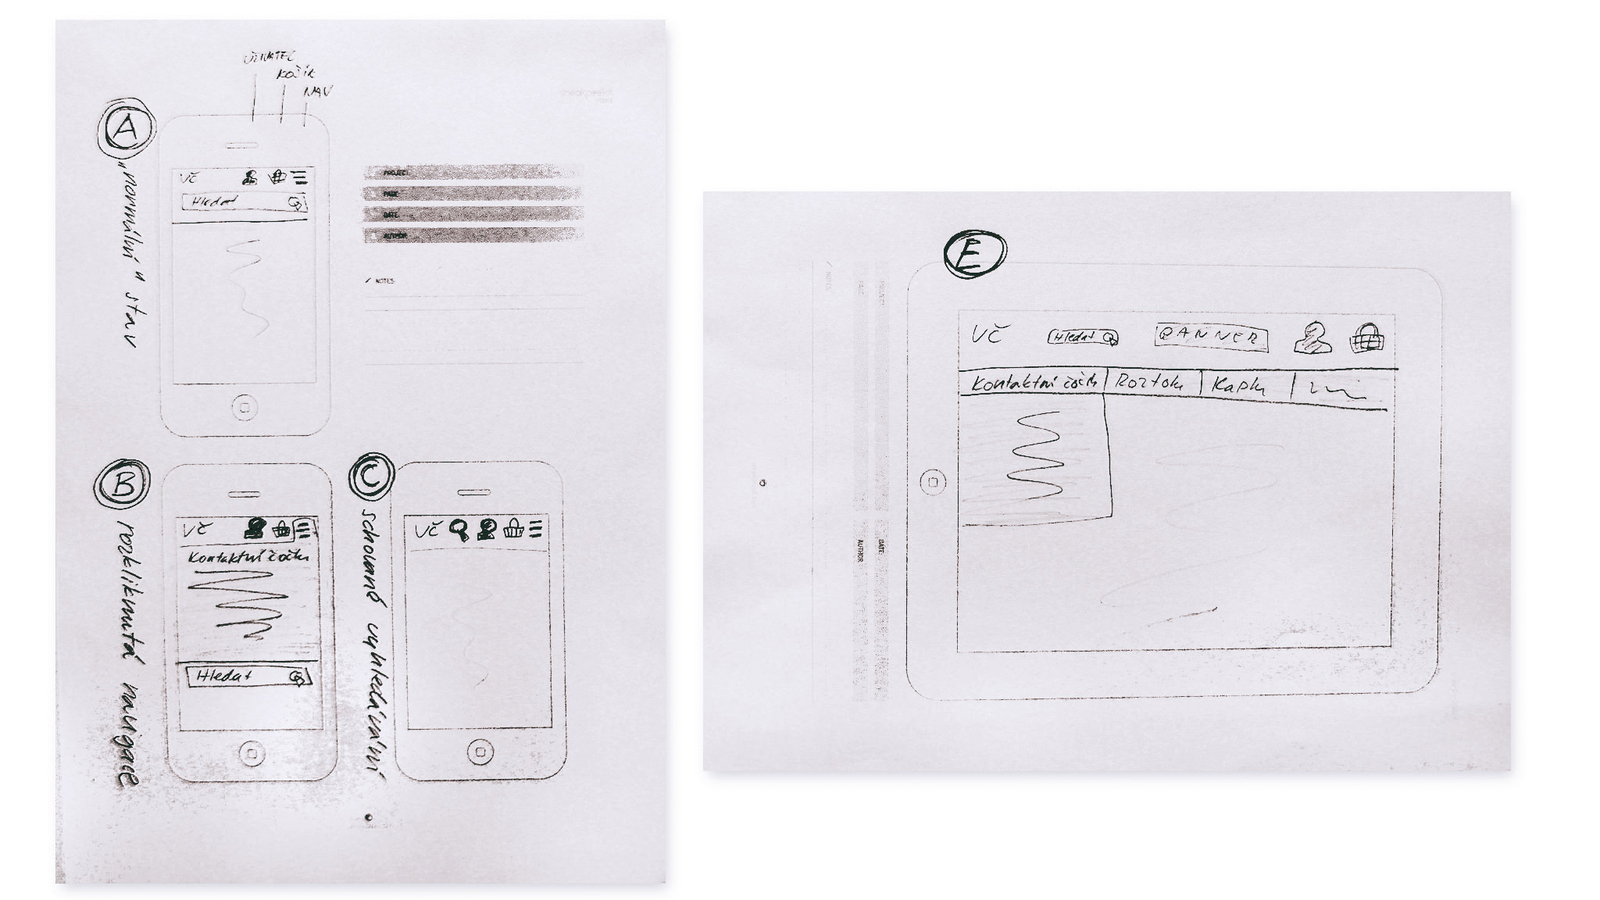 UŽIVATEL
KOŠÍK
NAV
A
"normální" stav
VČ
Hledat
PROJECT:
PAGE:
DATE:
AUTHOR:
NOTES
B
rozkliknutá navigace
VČ
Kontaktní čočky
Hledat
C
schované vyhledávání
VČ
E
VČ
Hledat
BANNER
Kontaktní čočky
Roztoky
Kapky
NOTES
PAGE:
PROJECT:
AUTHOR:
DATE: